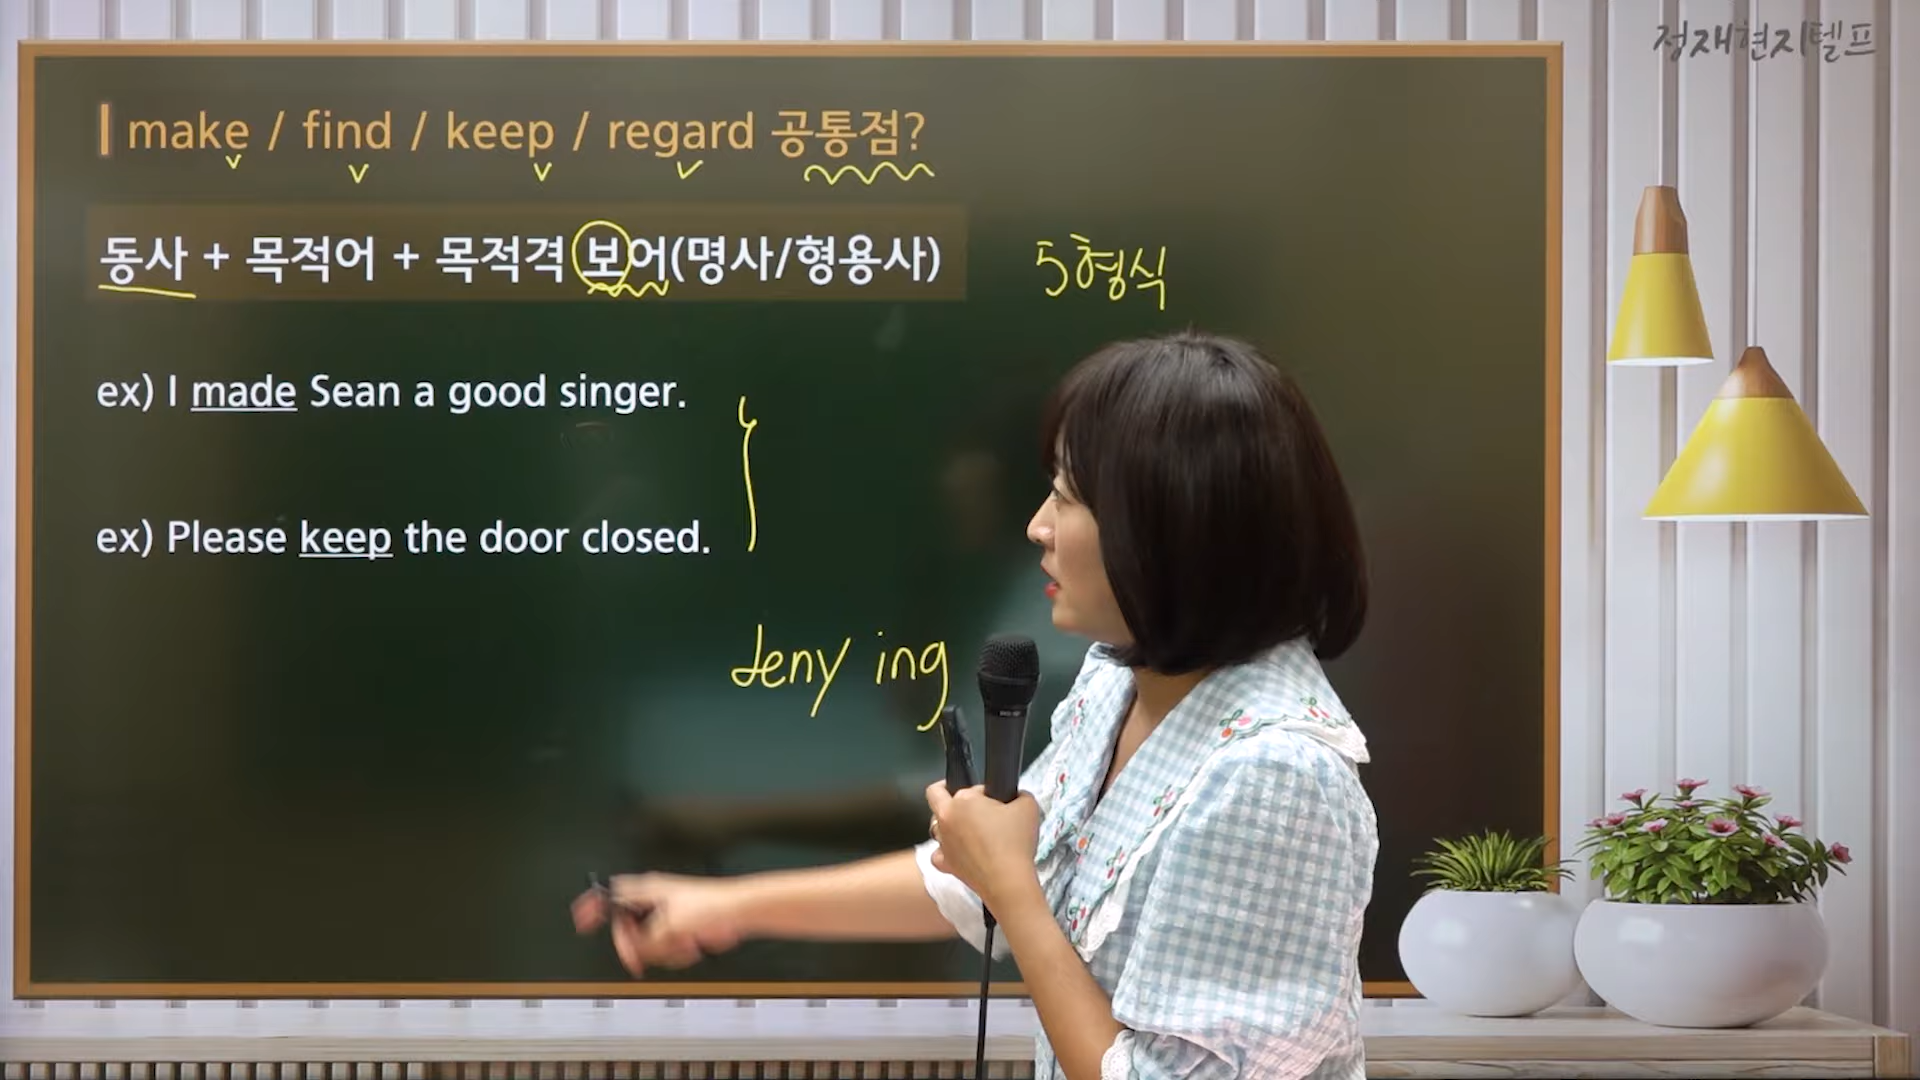 정재현지텔프
make / find / keep / regard 공통점?
동사 + 목적어 + 목적격 보어(명사/형용사)
5형식
ex) I made Sean a good singer.
ex) Please keep the door closed.
deny ing